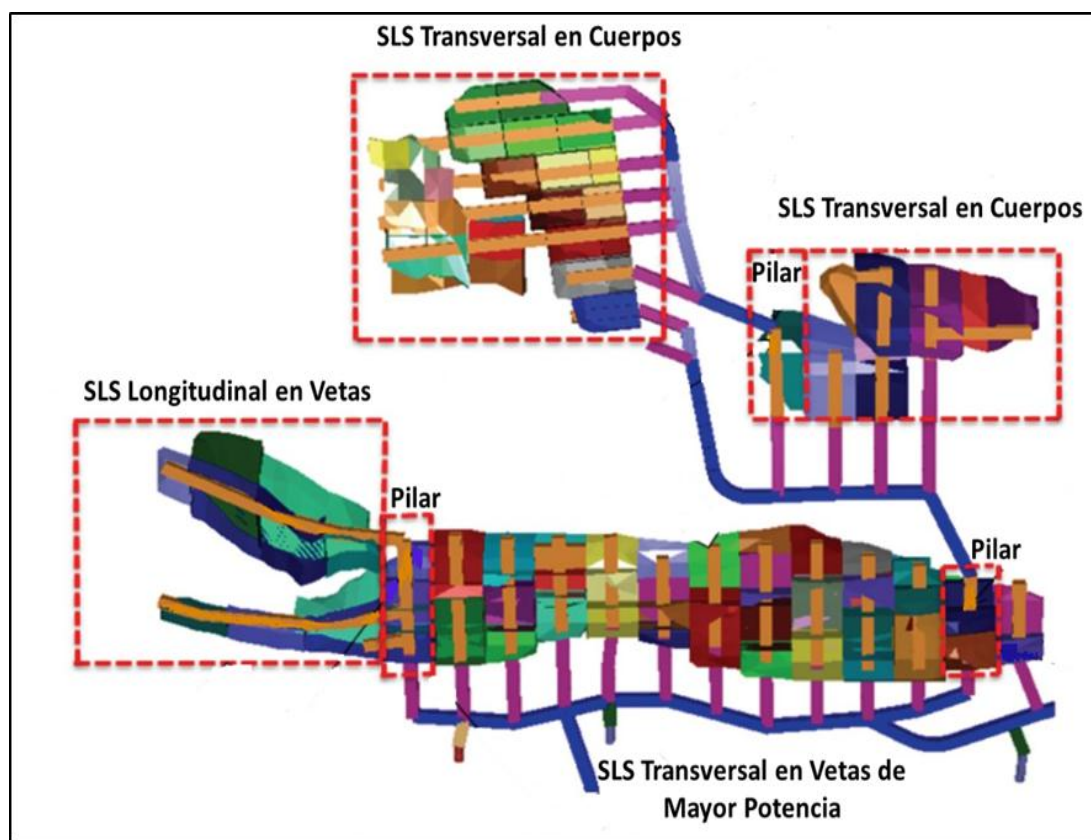 SLS Transversal en Cuerpos
SLS Transversal en Cuerpos
Pilar
SLS Longitudinal en Vetas
Pilar
Pilar
SLS Transversal en Vetas de
Mayor Potencia